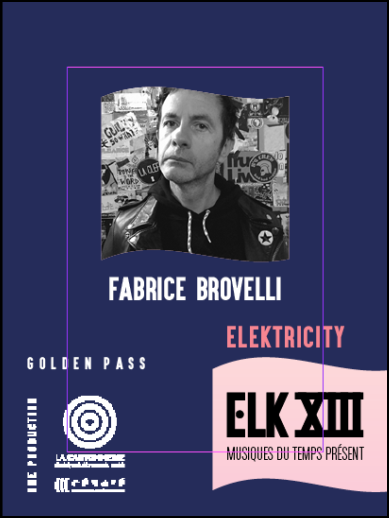 FABRICE BROVELLI
ELEKTRICITY
GOLDEN PASS
ELK XIII
MUSIQUES DU TEMPS PRÉSENT
UNE PRODUCTION
LA CARTONNERIE